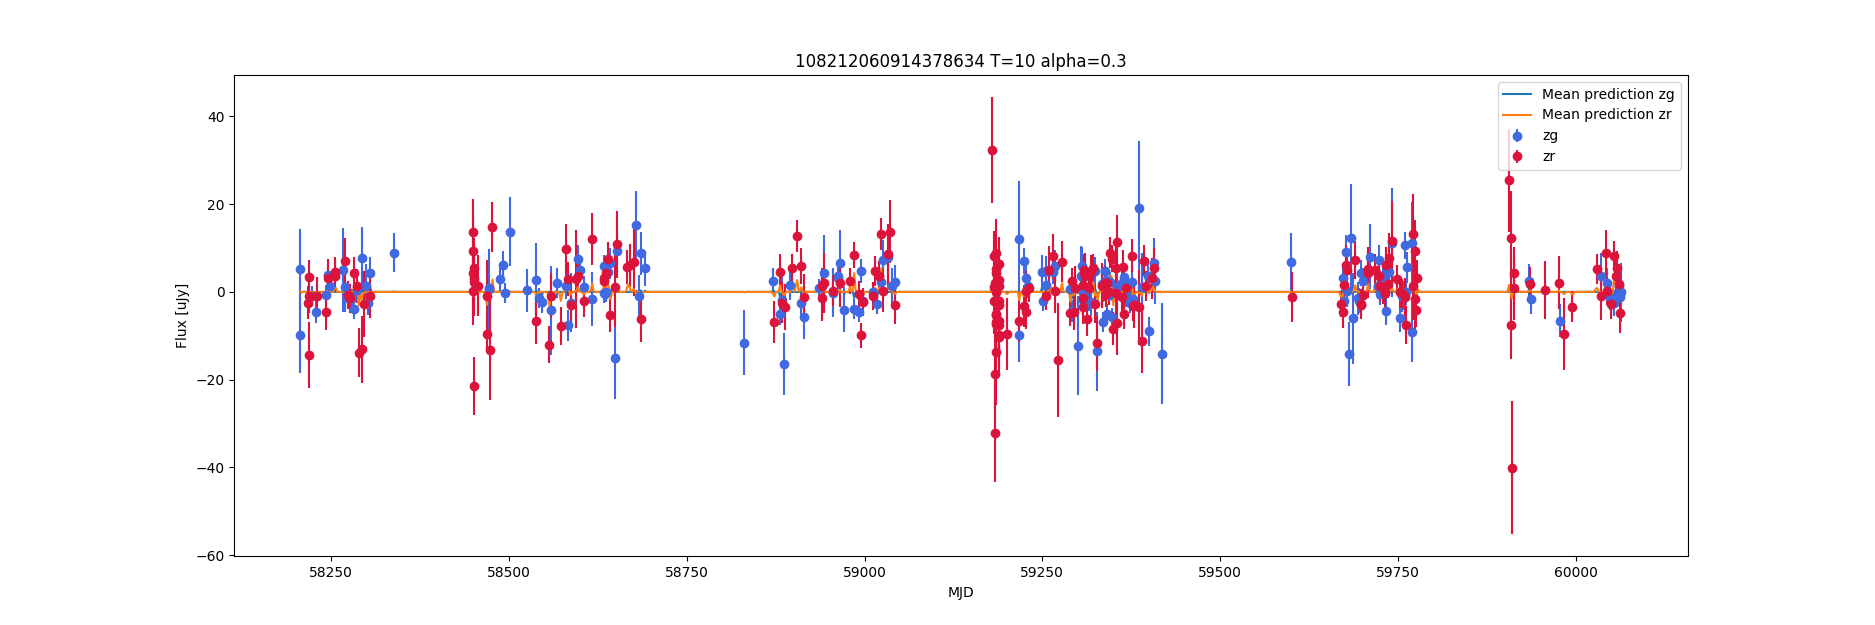 108212060914378634 T=10 alpha=0.3
Mean prediction zg
Mean prediction zr
zg
zr
Flux [uJy]
40
20
0
−20
−40
−60
58250 58500 58750 59000 59250 59500 59750 60000
MJD